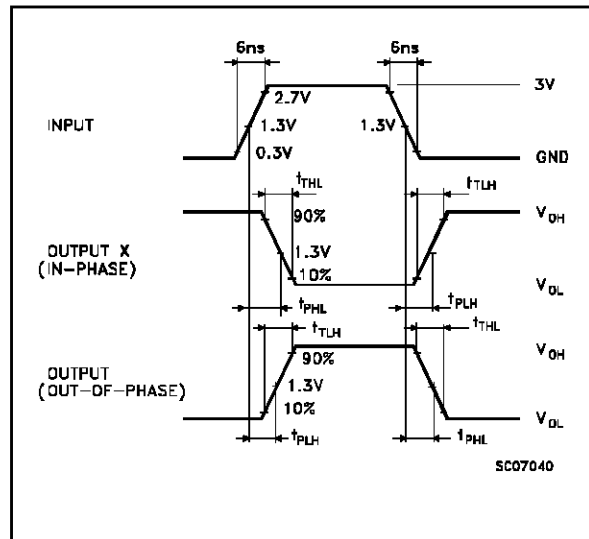 6ns 6ns
3V
2.7V
INPUT 1.3V 1.3V
0.3V
GND
tTHL tTLH
90% VOH
OUTPUT X
(IN-PHASE)
1.3V
10%
VOL
tPHL tPLH
tTLH tTHL
90% VOH
OUTPUT
(OUT-OF-PHASE)
1.3V
10%
VOL
tPLH tPHL
SC07040